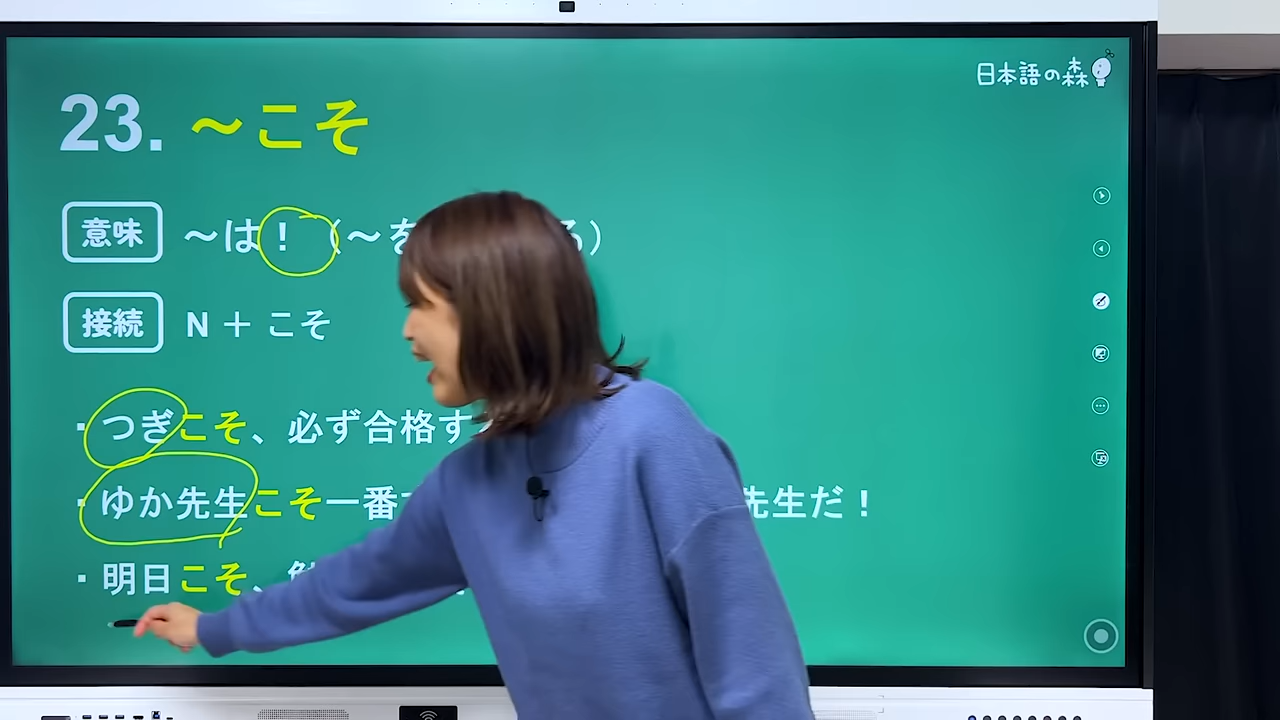 日本語の森
23. ～こそ
意味 ～は！（～を る）
接続 N ＋ こそ
・つぎこそ、必ず合格す
・ゆか先生こそ一番 先生だ！
・明日こそ、